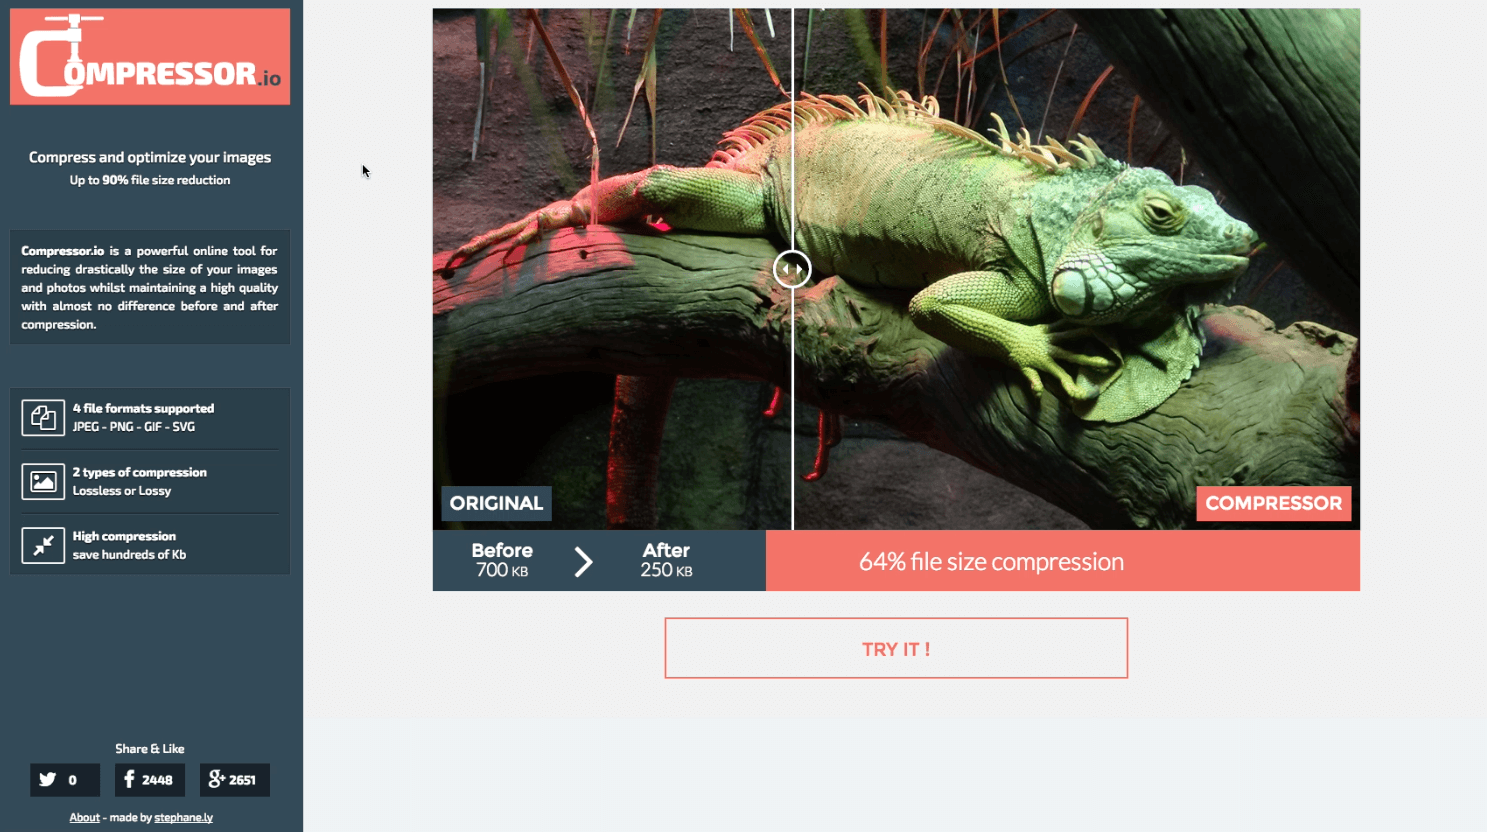 COMPRESSOR.io
Compress and optimize your images
Up to 90% file size reduction
Compressor.io is a powerful online tool for
reducing drastically the size of your images
and photos whilst maintaining a high quality
with almost no difference before and after
compression.
4 file formats supported
JPEG - PNG - GIF - SVG
2 types of compression
Lossless or Lossy
High compression
save hundreds of Kb
Share & Like
0
2448
2651
About - made by stephane.ly
ORIGINAL
COMPRESSOR
Before
700 KB
After
250 KB
64% file size compression
TRY IT !